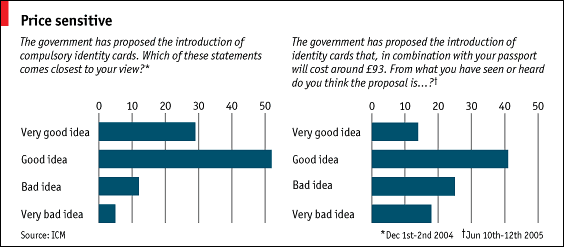 Price sensitive
The government has proposed the introduction of
compulsory identity cards. Which of these statements
comes closest to your view?*
0 10 20 30 40 50
Very good idea
Good idea
Bad idea
Very bad idea
Source: ICM
The government has proposed the introduction of
identity cards that, in combination with your passport
will cost around £93. From what you have seen or heard
do you think the proposal is...?†
0 10 20 30 40 50
Very good idea
Good idea
Bad idea
Very bad idea
*Dec 1st-2nd 2004 †Jun 10th-12th 2005